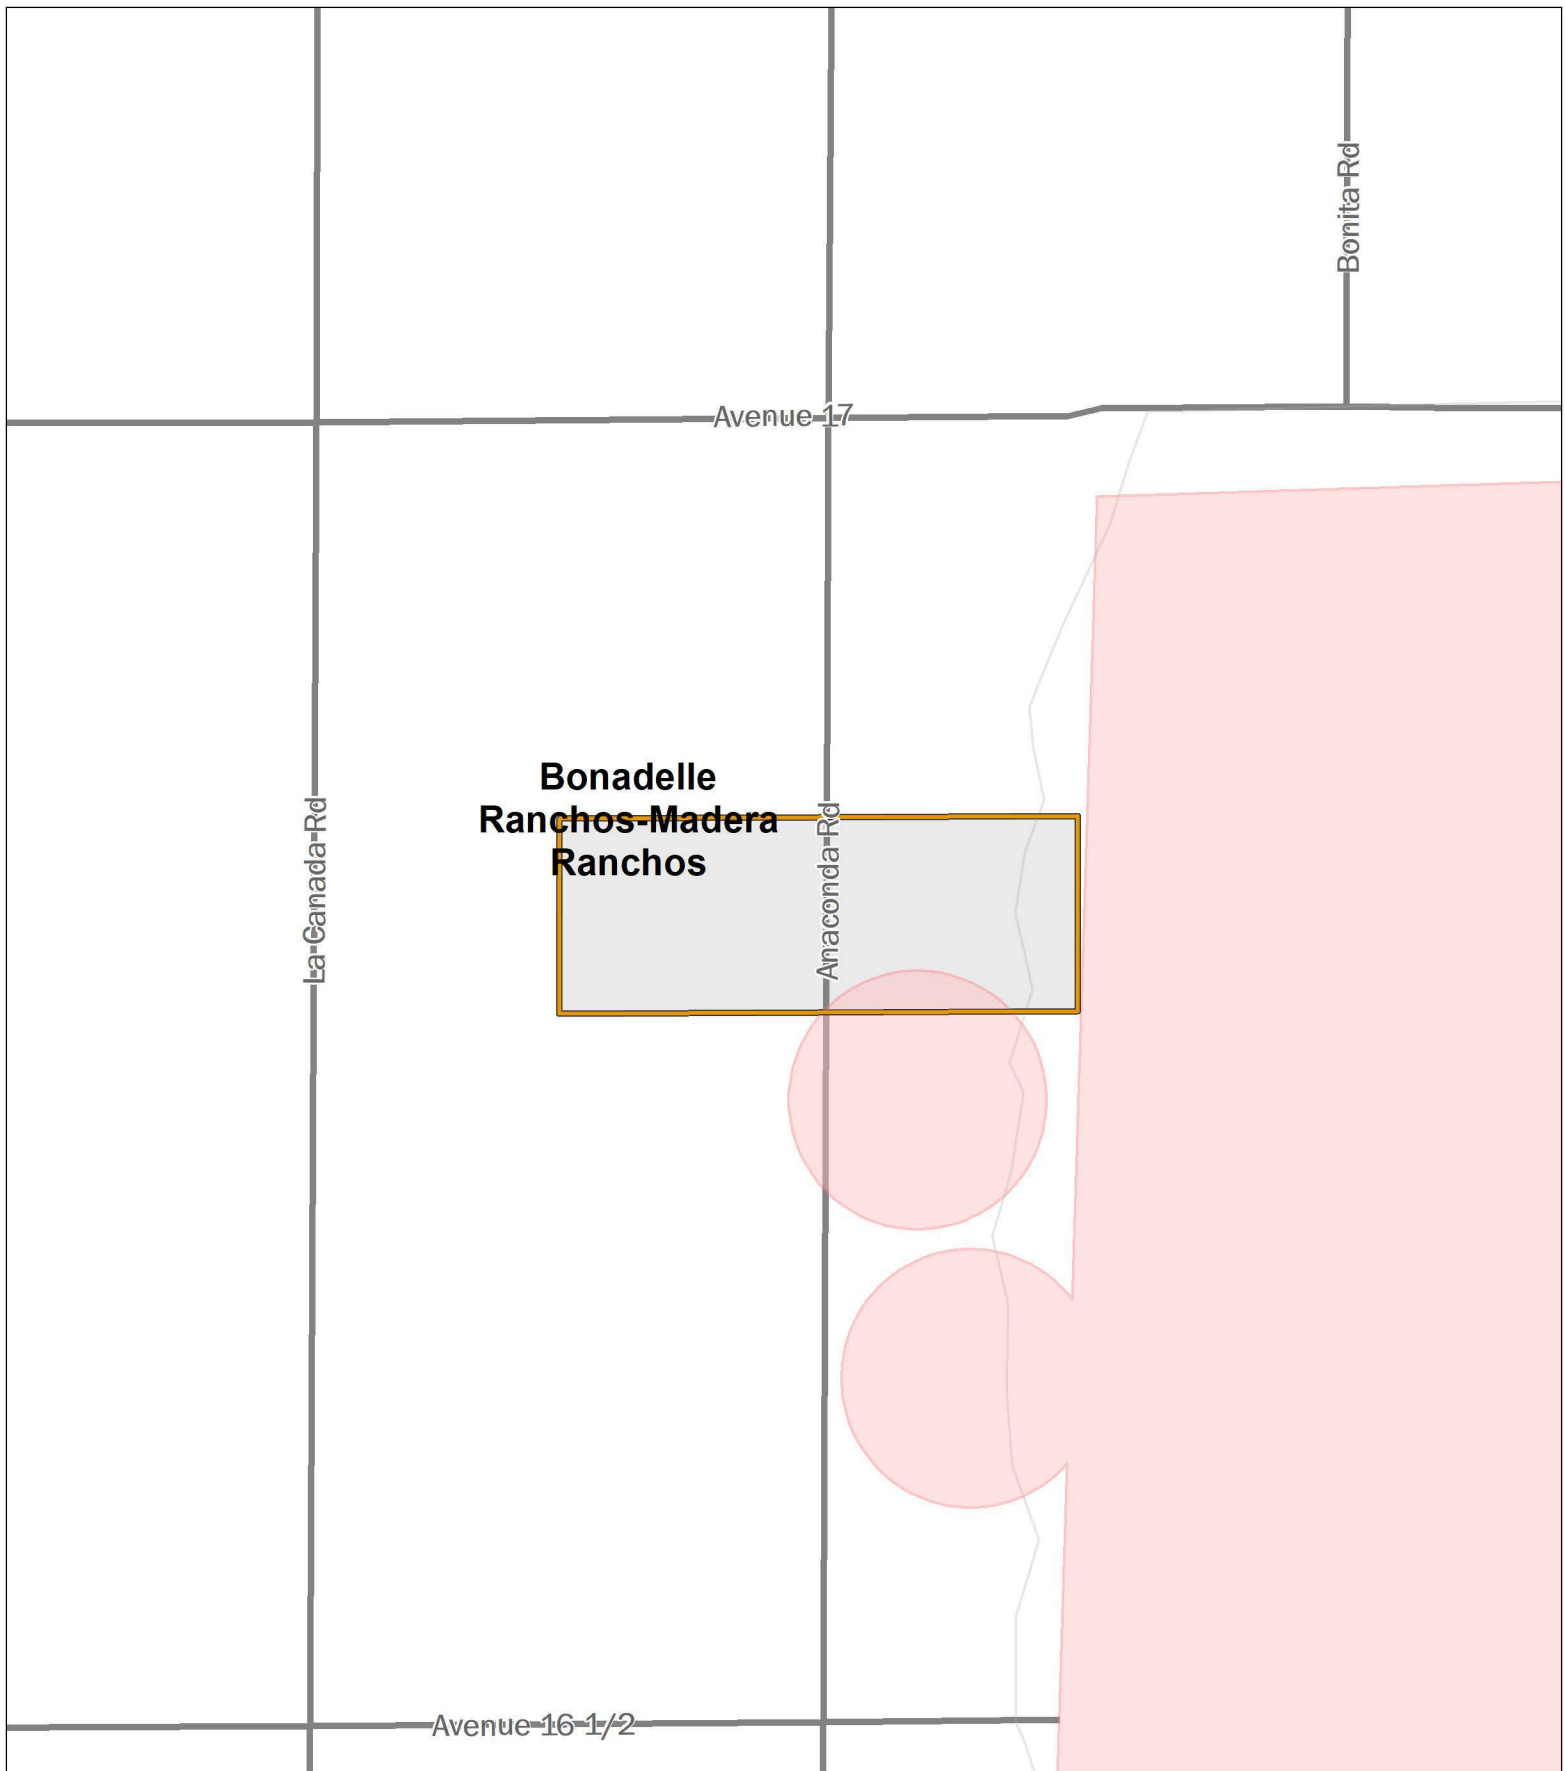 Bonita Rd
Avenue 17
Bonadelle
Ranchos-Madera
Ranchos
La Canada Rd
Anaconda Rd
Avenue 16 1/2